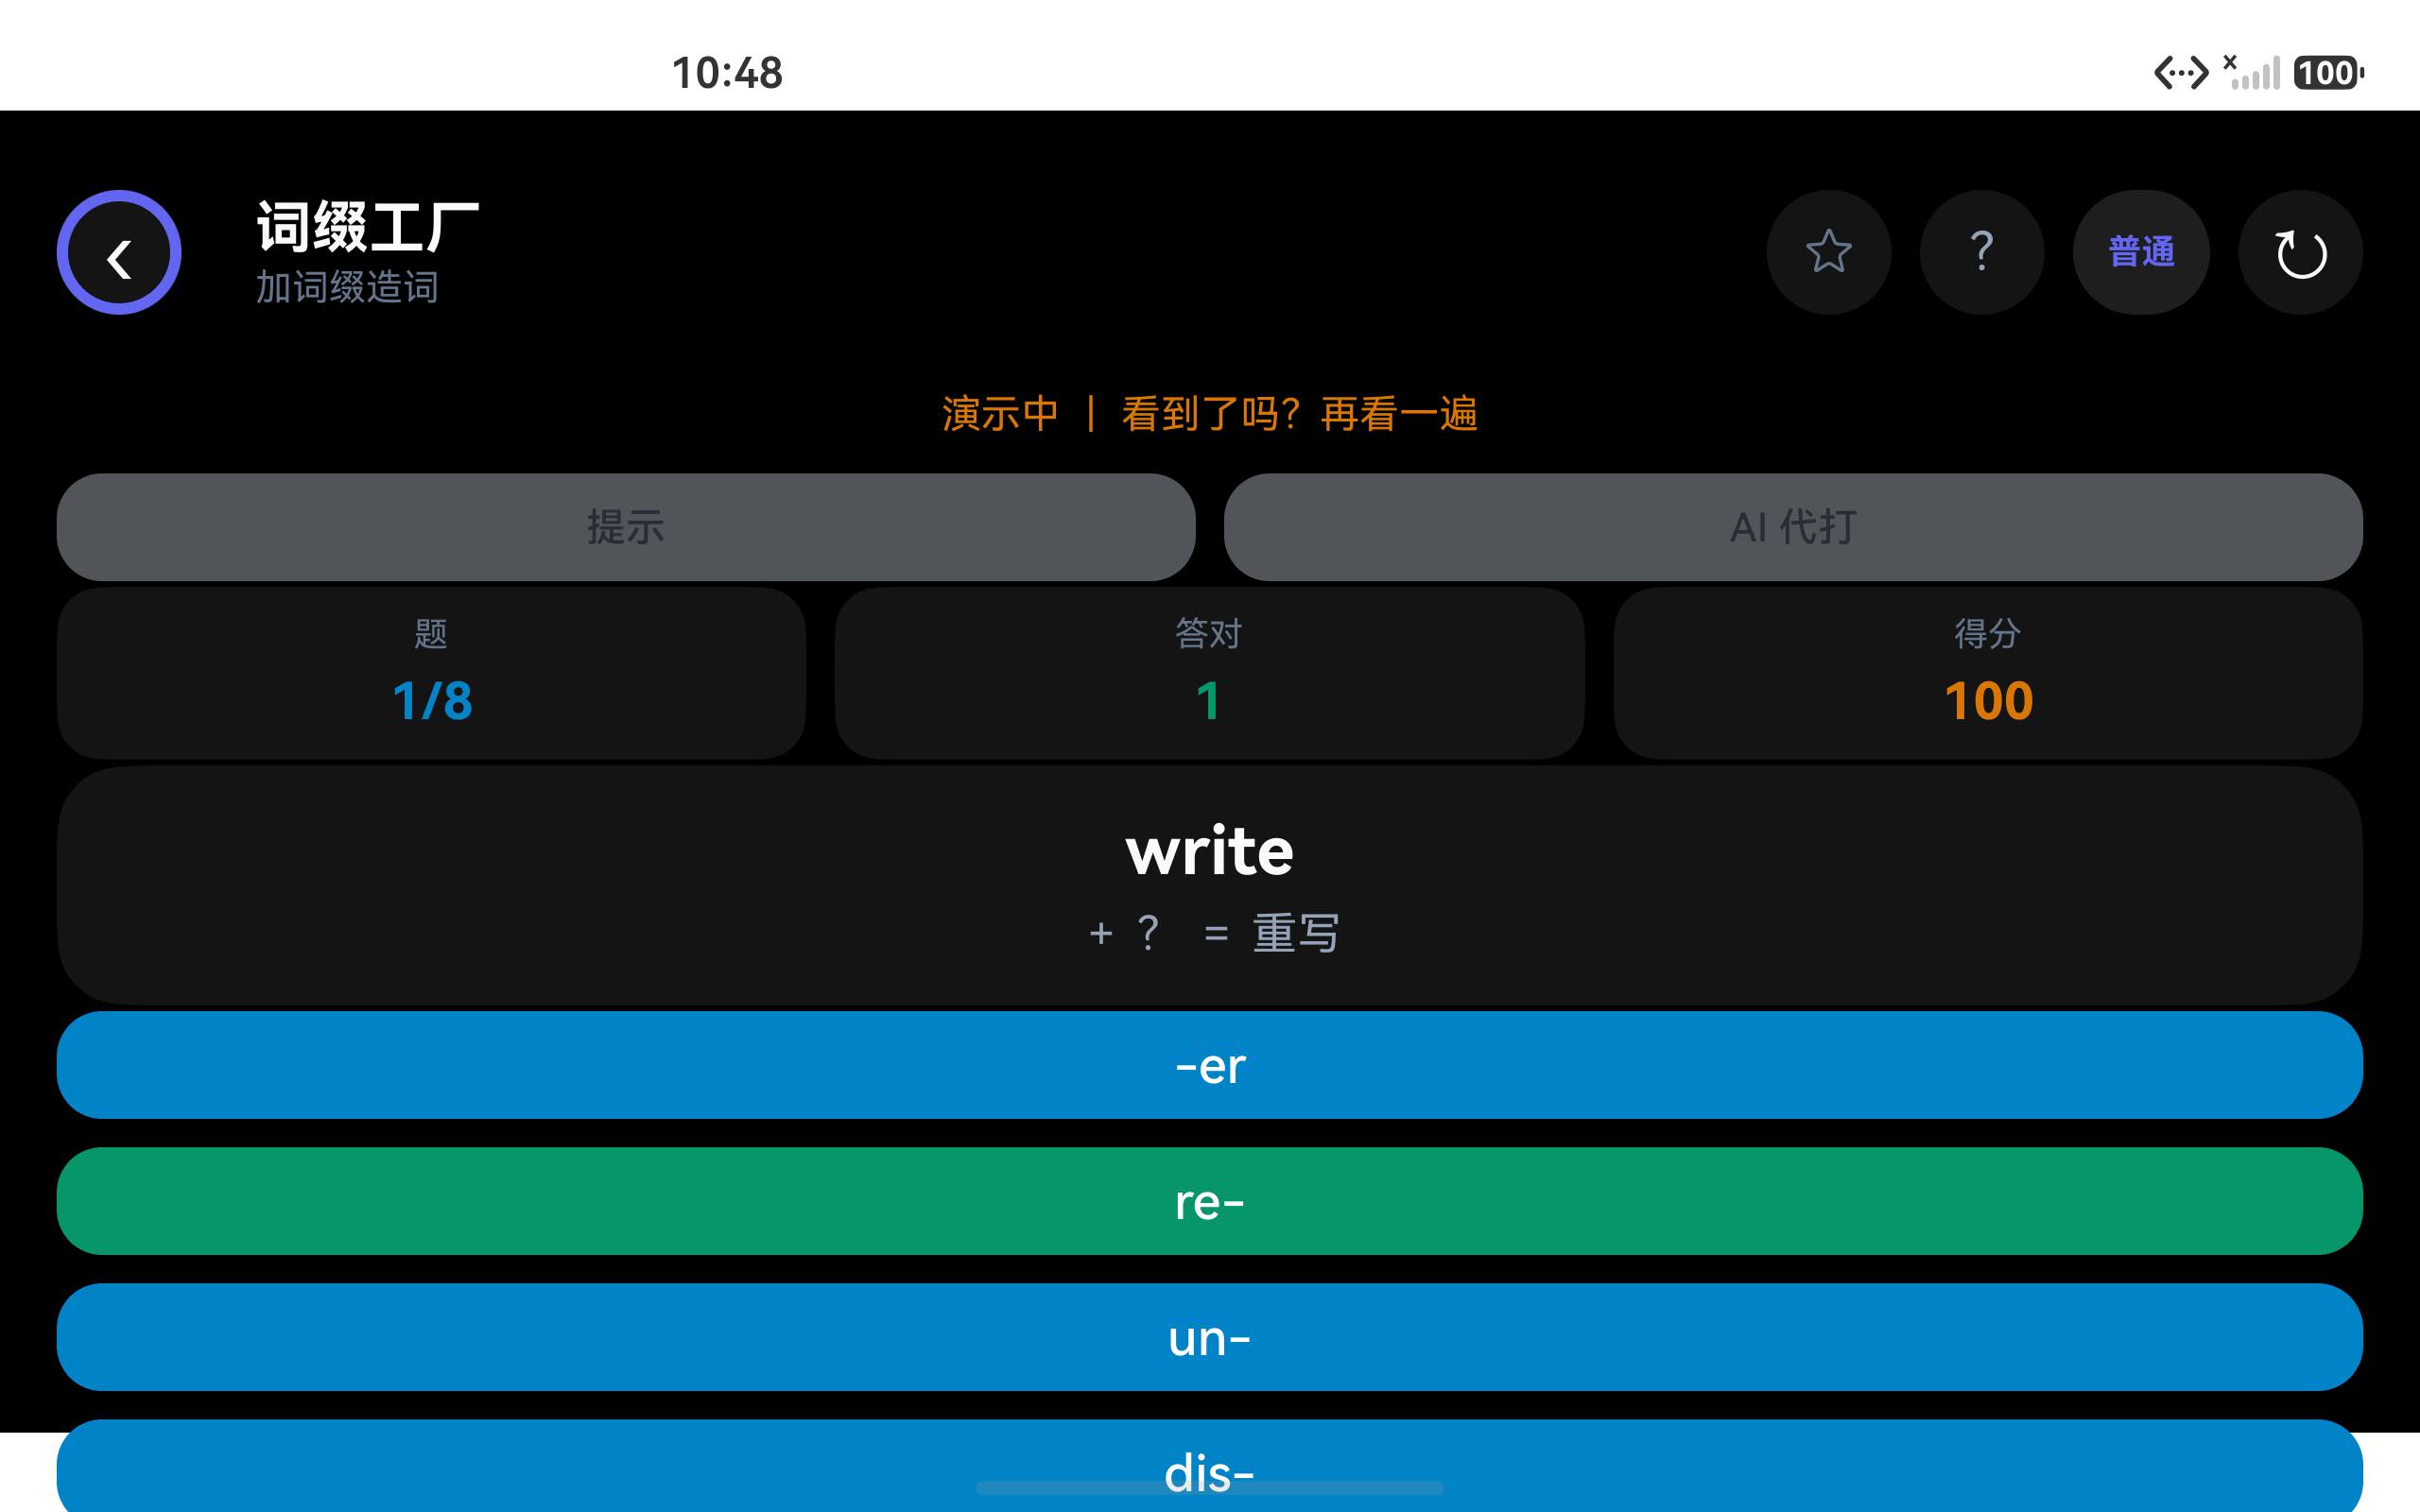 10:48
100
词缀工厂
加词缀造词
?
普通
演示中 | 看到了吗？再看一遍
提示
AI 代打
题
答对
得分
1/8
1
100
write
+ ？ = 重写
-er
re-
un-
dis-